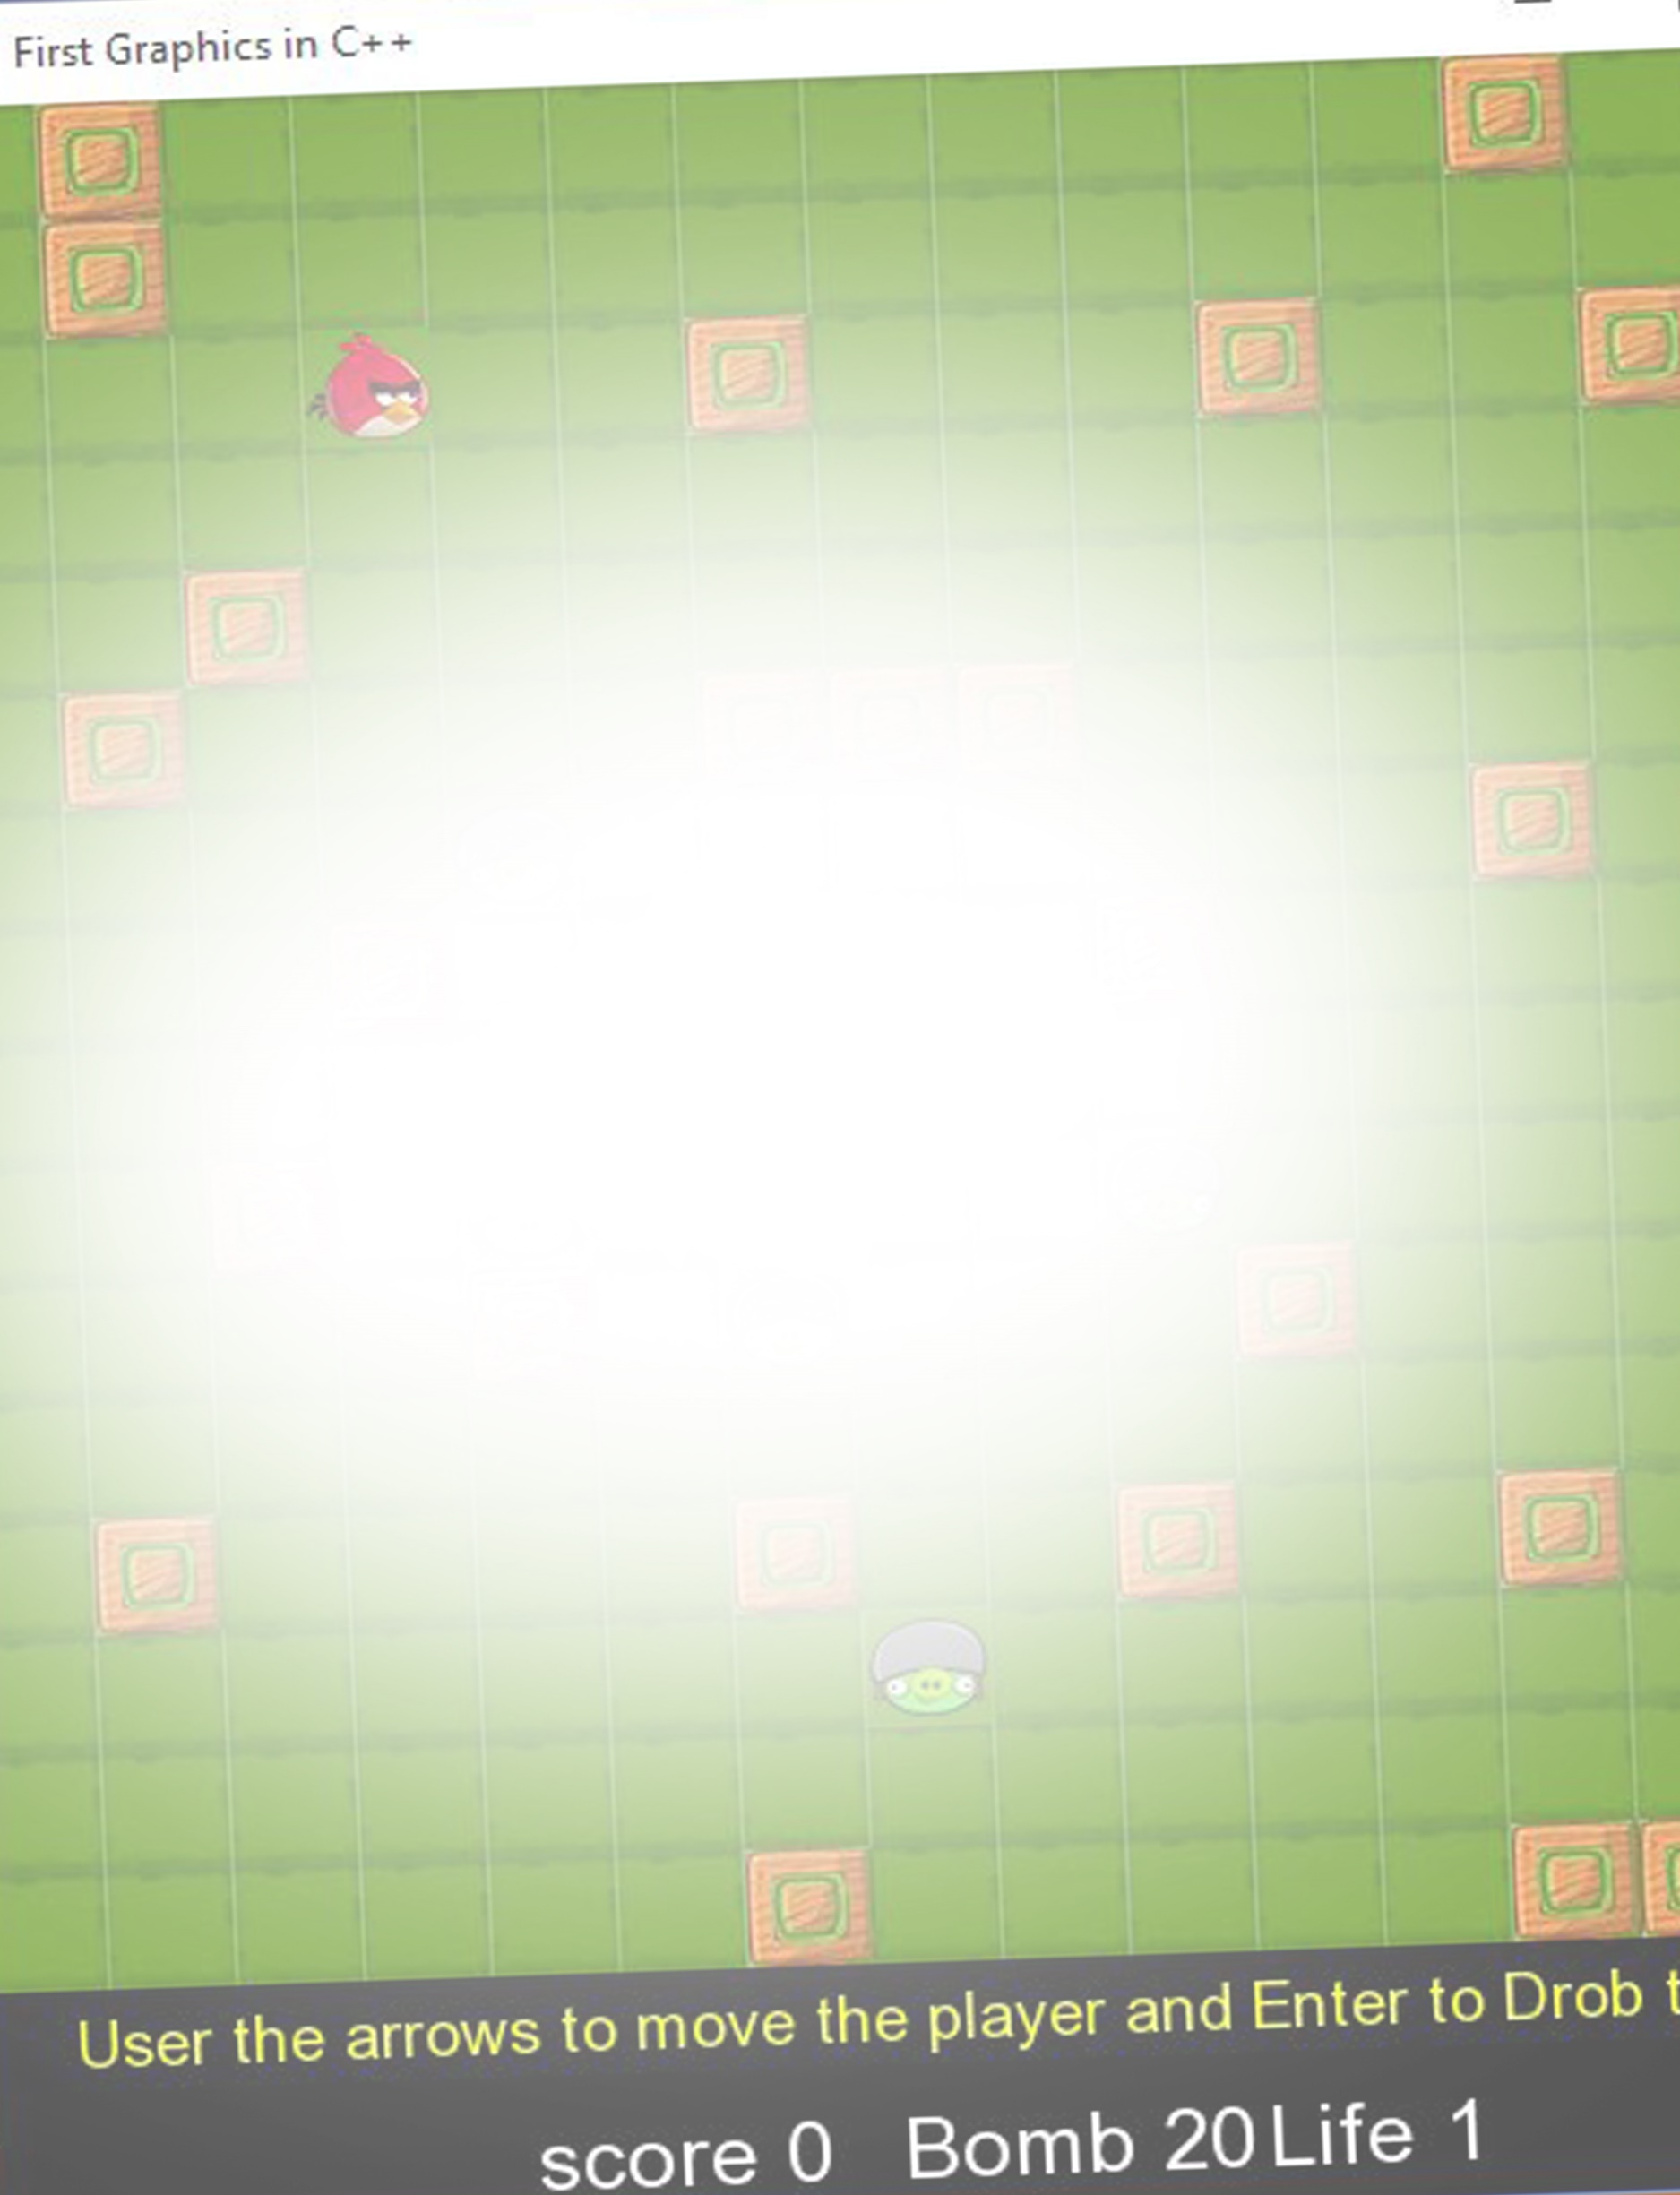 First Graphics in C++
User the arrows to move the player and Enter to Drob
score 0 Bomb 20 Life 1